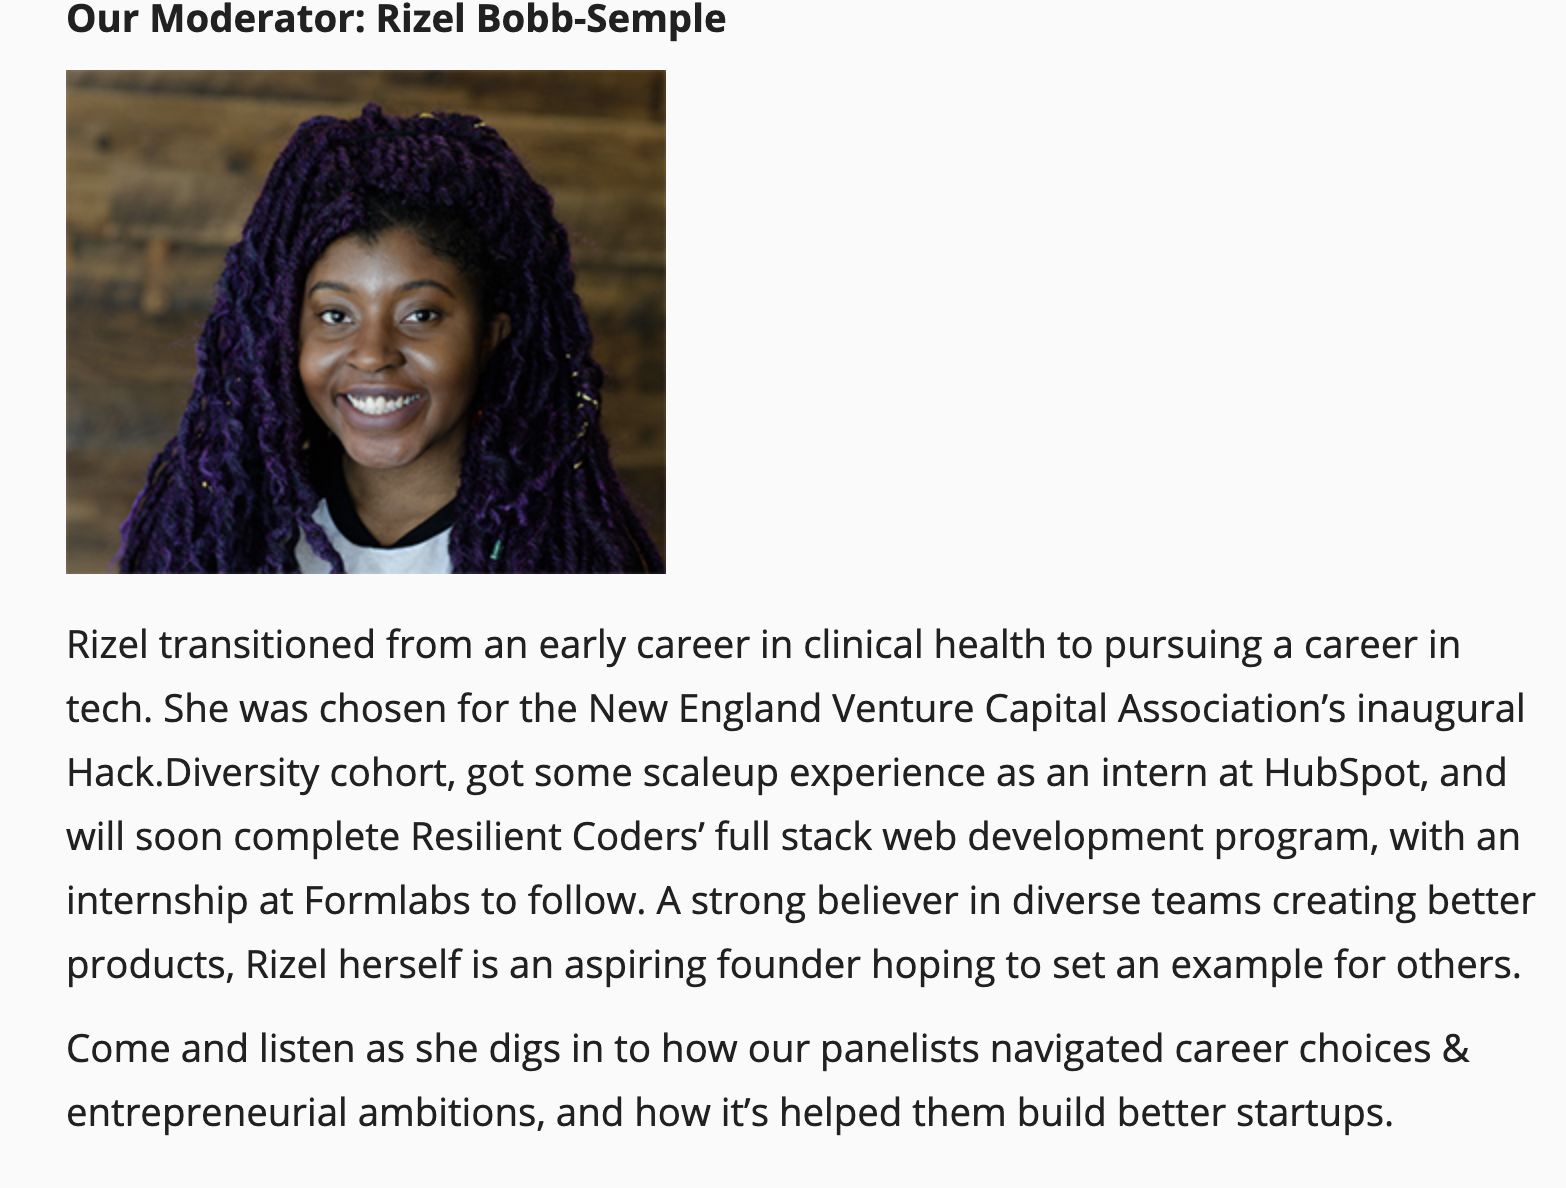 Our Moderator: Rizel Bobb-Semple
Rizel transitioned from an early career in clinical health to pursuing a career in
tech. She was chosen for the New England Venture Capital Association’s inaugural
Hack.Diversity cohort, got some scaleup experience as an intern at HubSpot, and
will soon complete Resilient Coders’ full stack web development program, with an
internship at Formlabs to follow. A strong believer in diverse teams creating better
products, Rizel herself is an aspiring founder hoping to set an example for others.
Come and listen as she digs in to how our panelists navigated career choices &
entrepreneurial ambitions, and how it’s helped them build better startups.